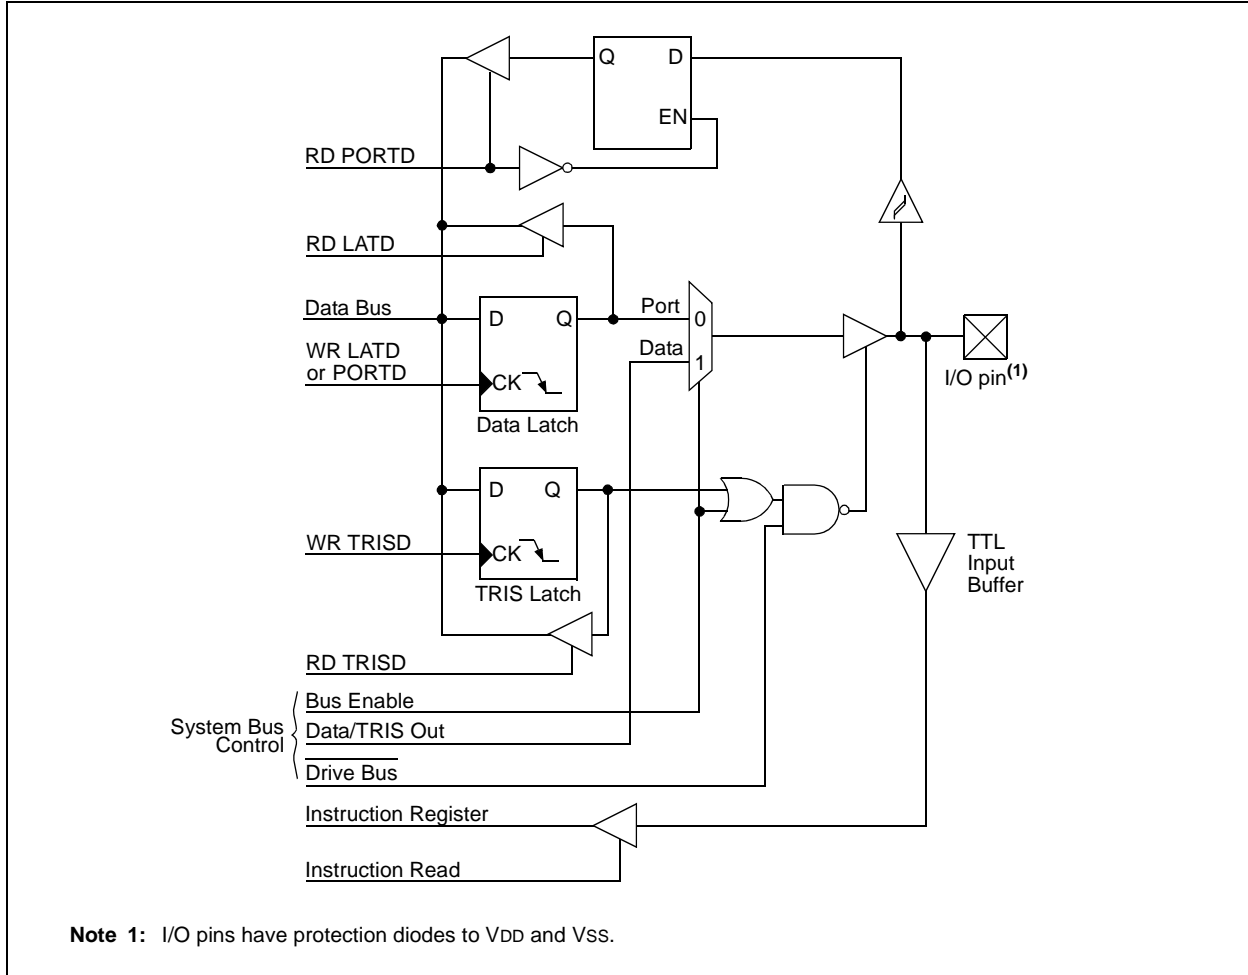 Q D
EN
RD PORTD
RD LATD
Data Bus
D Q
Port
0
Data
1
WR LATD
or PORTD
CK
Data Latch
I/O pin(1)
D Q
WR TRISD
CK
TRIS Latch
TTL
Input
Buffer
RD TRISD
System Bus
Control
Bus Enable
Data/TRIS Out
Drive Bus
Instruction Register
Instruction Read
Note 1: I/O pins have protection diodes to VDD and VSS.